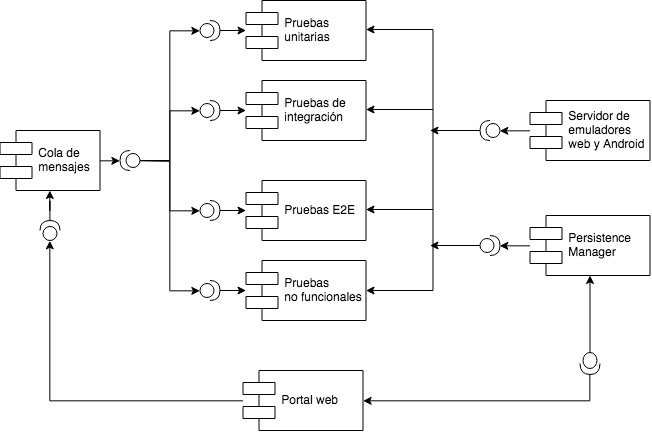 Pruebas
unitarias
Pruebas de
integración
Servidor de
emuladores
web y Android
Cola de
mensajes
Pruebas E2E
Persistence
Manager
Pruebas
no funcionales
Portal web